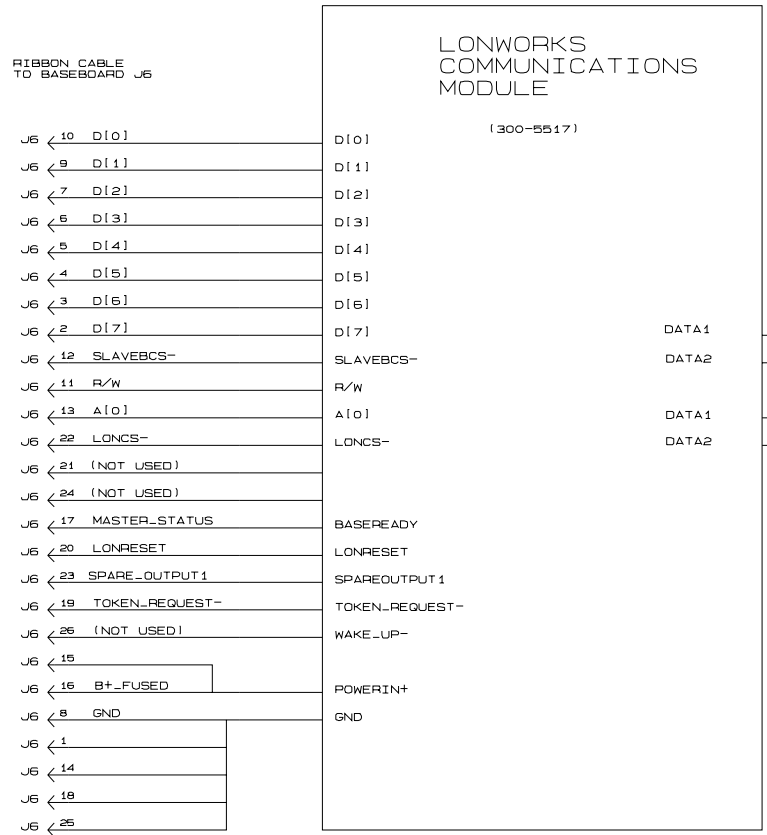 LONWORKS
COMMUNICATIONS
MODULE
(300-5517)
RIBBON CABLE
TO BASEBOARD J6
J6 10 D[0] D[0]
J6 9 D[1] D[1]
J6 7 D[2] D[2]
J6 6 D[3] D[3]
J6 5 D[4] D[4]
J6 4 D[5] D[5]
J6 3 D[6] D[6]
J6 2 D[7] D[7] DATA1
J6 12 SLAVEBCS- SLAVEBCS- DATA2
J6 11 R/W R/W
J6 13 A[0] A[0] DATA1
J6 22 LONCS- LONCS- DATA2
J6 21 (NOT USED)
J6 24 (NOT USED)
J6 17 MASTER_STATUS BASEREADY
J6 20 LONRESET LONRESET
J6 23 SPARE_OUTPUT1 SPAREOUTPUT1
J6 19 TOKEN_REQUEST- TOKEN_REQUEST-
J6 26 (NOT USED) WAKE_UP-
J6 15
J6 16 B+_FUSED POWERIN+
J6 8 GND GND
J6 1
J6 14
J6 18
J6 25